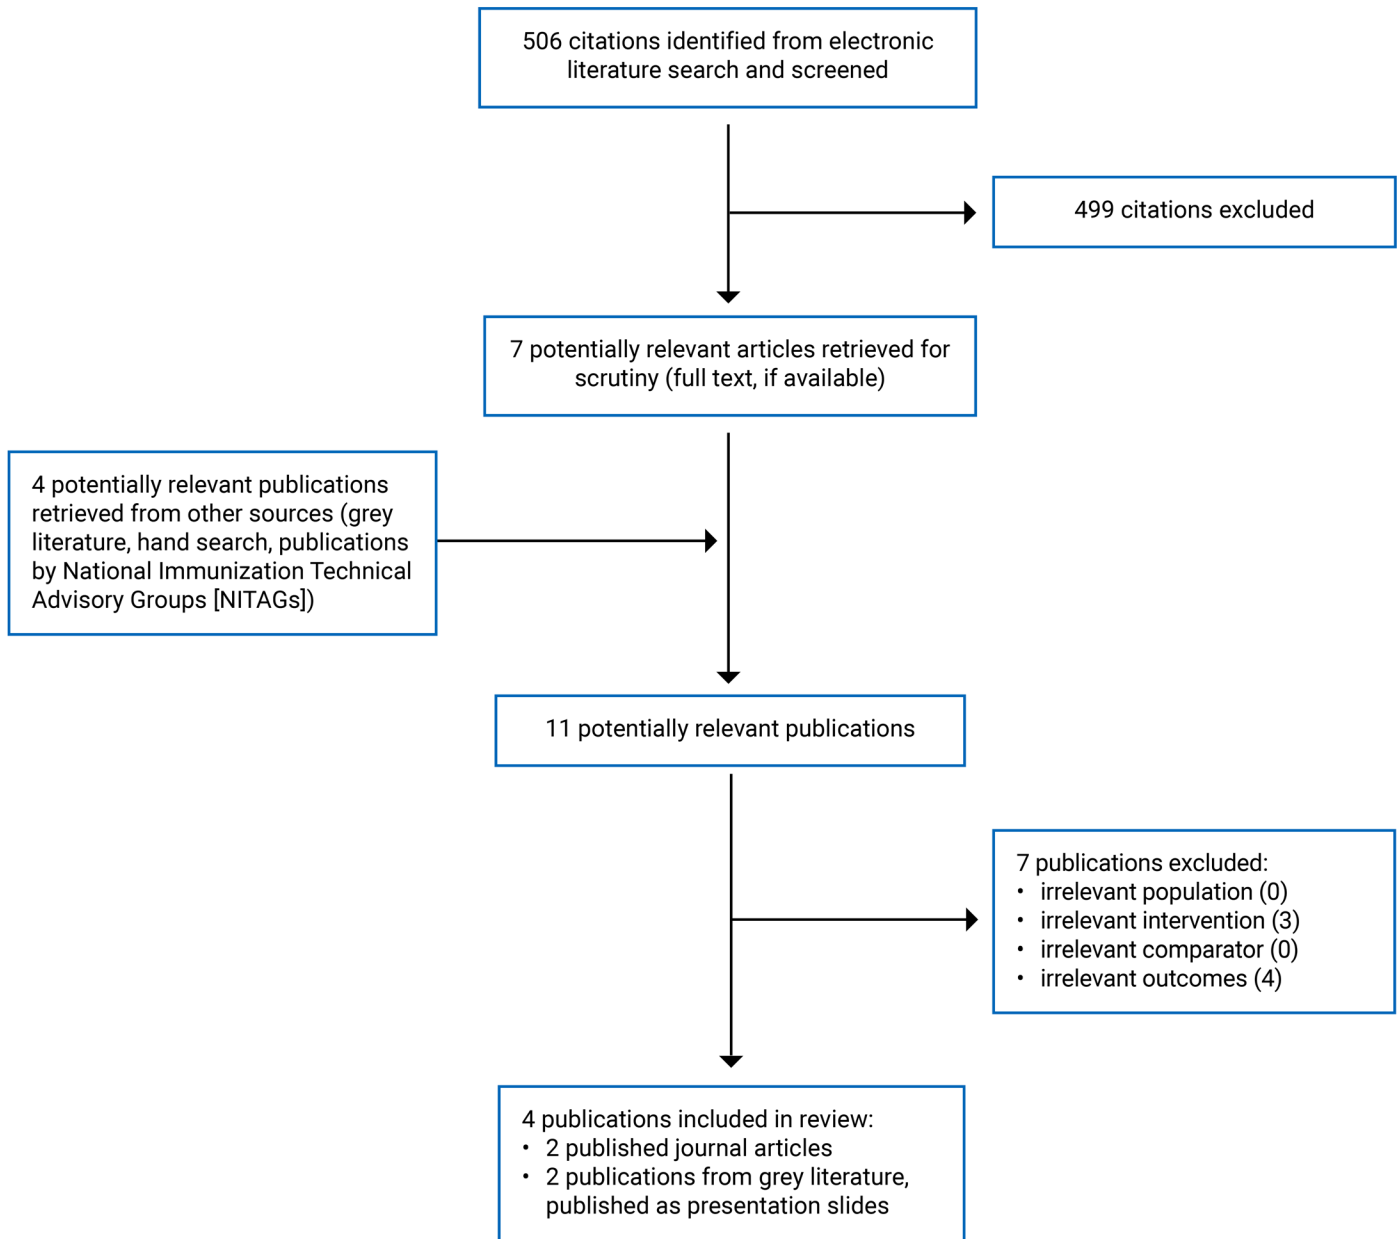 506 citations identified from electronic
literature search and screened
499 citations excluded
7 potentially relevant articles retrieved for
scrutiny (full text, if available)
4 potentially relevant publications
retrieved from other sources (grey
literature, hand search, publications
by National Immunization Technical
Advisory Groups [NITAGs])
11 potentially relevant publications
7 publications excluded:
• irrelevant population (0)
• irrelevant intervention (3)
• irrelevant comparator (0)
• irrelevant outcomes (4)
4 publications included in review:
• 2 published journal articles
• 2 publications from grey literature,
published as presentation slides